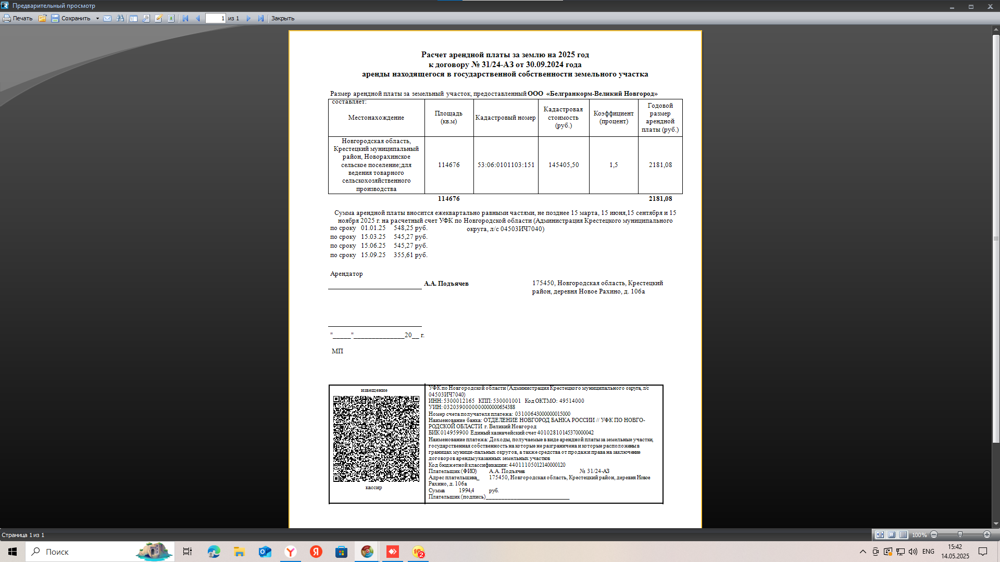 Предварительный просмотр
Печать Сохранить 1 из 1 Закрыть
Расчет арендной платы за землю на 2025 год
к договору № 31/24-АЗ от 30.09.2024 года
аренды находящегося в государственной собственности земельного участка
Размер арендной платы за земельный участок, предоставленный ООО «Белгранкорм-Великий Новгород»
составляет:
Местонахождение
Площадь
(кв.м)
Кадастровый номер
Кадастровая
стоимость
(руб.)
Коэффициент
(процент)
Годовой
размер
арендной
платы (руб.)
Новгородская область,
Крестецкий муниципальный
район, Новорахинское
сельское поселение;для
ведения товарного
сельскохозяйственного
производства
114676
53:06:0101103:151
145405,50
1,5
2181,08
114676 2181,08
Сумма арендной платы вносится ежеквартально равными частями, не позднее 15 марта, 15 июня,15 сентября и 15
ноября 2025 г. на расчетный счет УФК по Новгородской области (Администрация Крестецкого муниципального
округа, л/с 04503ИЧ7040)
по сроку 01.01.25 548,25 руб.
по сроку 15.03.25 545,27 руб.
по сроку 15.06.25 545,27 руб.
по сроку 15.09.25 355,61 руб.
Арендатор
А.А. Подъячев
175450, Новгородская область, Крестецкий
район, деревня Новое Рахино, д. 106а
"_____"______________20__ г.
МП
извещение
кассир
УФК по Новгородской области (Администрация Крестецкого муниципального округа, л/с
04503ИЧ7040)
ИНН: 5300012165 КПП: 530001001 Код ОКТМО: 49514000
УИН: 0320390000000000000654388
Номер счета получателя платежа: 03100643000000015000
Наименование банка: ОТДЕЛЕНИЕ НОВГОРОД БАНКА РОССИИ // УФК ПО НОВГО-
РОДСКОЙ ОБЛАСТИ г. Великий Новгород
БИК 014959900 Единый казначейский счет 40102810145370000042
Наименование платежа: Доходы, получаемые в виде арендной платы за земельные участки,
государственная собственность на которые не разграничена и которые расположены в
границах муници-пальных округов, а также средства от продажи права на заключение
договоров аренды указанных земельных участков
Код бюджетной классификации: 44011105012140000120
Плательщик (ФИО) А.А. Подъячев № 31/24-АЗ
Адрес плательщика_ 175450, Новгородская область, Крестецкий район, деревня Новое
Рахино, д. 106а
Сумма 1994,4 руб.
Плательщик (подпись)______________________________
Страница 1 из 1
100%
Поиск
ENG
15:42
14.05.2025